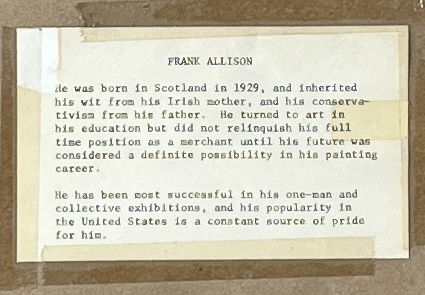 FRANK ALLISON
He was born in Scotland in 1929, and inherited
his wit from his Irish mother, and his conserva-
tivism from his father. He turned to art in
his education but did not relinquish his full
time position as a merchant until his future was
considered a definite possibility in his painting
career.
He has been most successful in his one-man and
collective exhibitions, and his popularity in
the United States is a constant source of pride
for him.